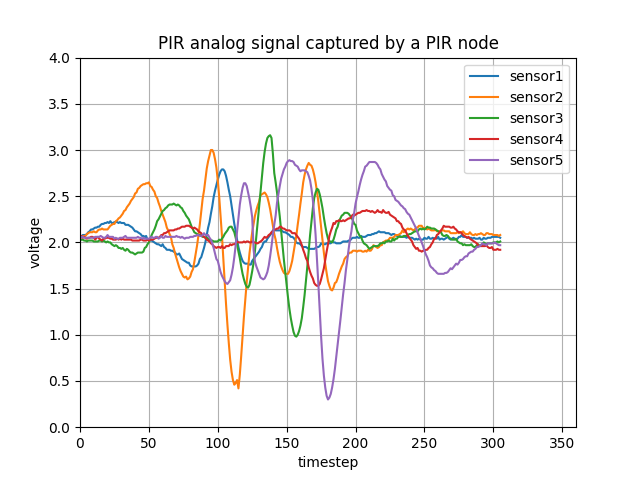 PIR analog signal captured by a PIR node
4.0
3.5
3.0
2.5
2.0
1.5
1.0
0.5
0.0
voltage
sensor1
sensor2
sensor3
sensor4
sensor5
0 50 100 150 200 250 300 350
timestep